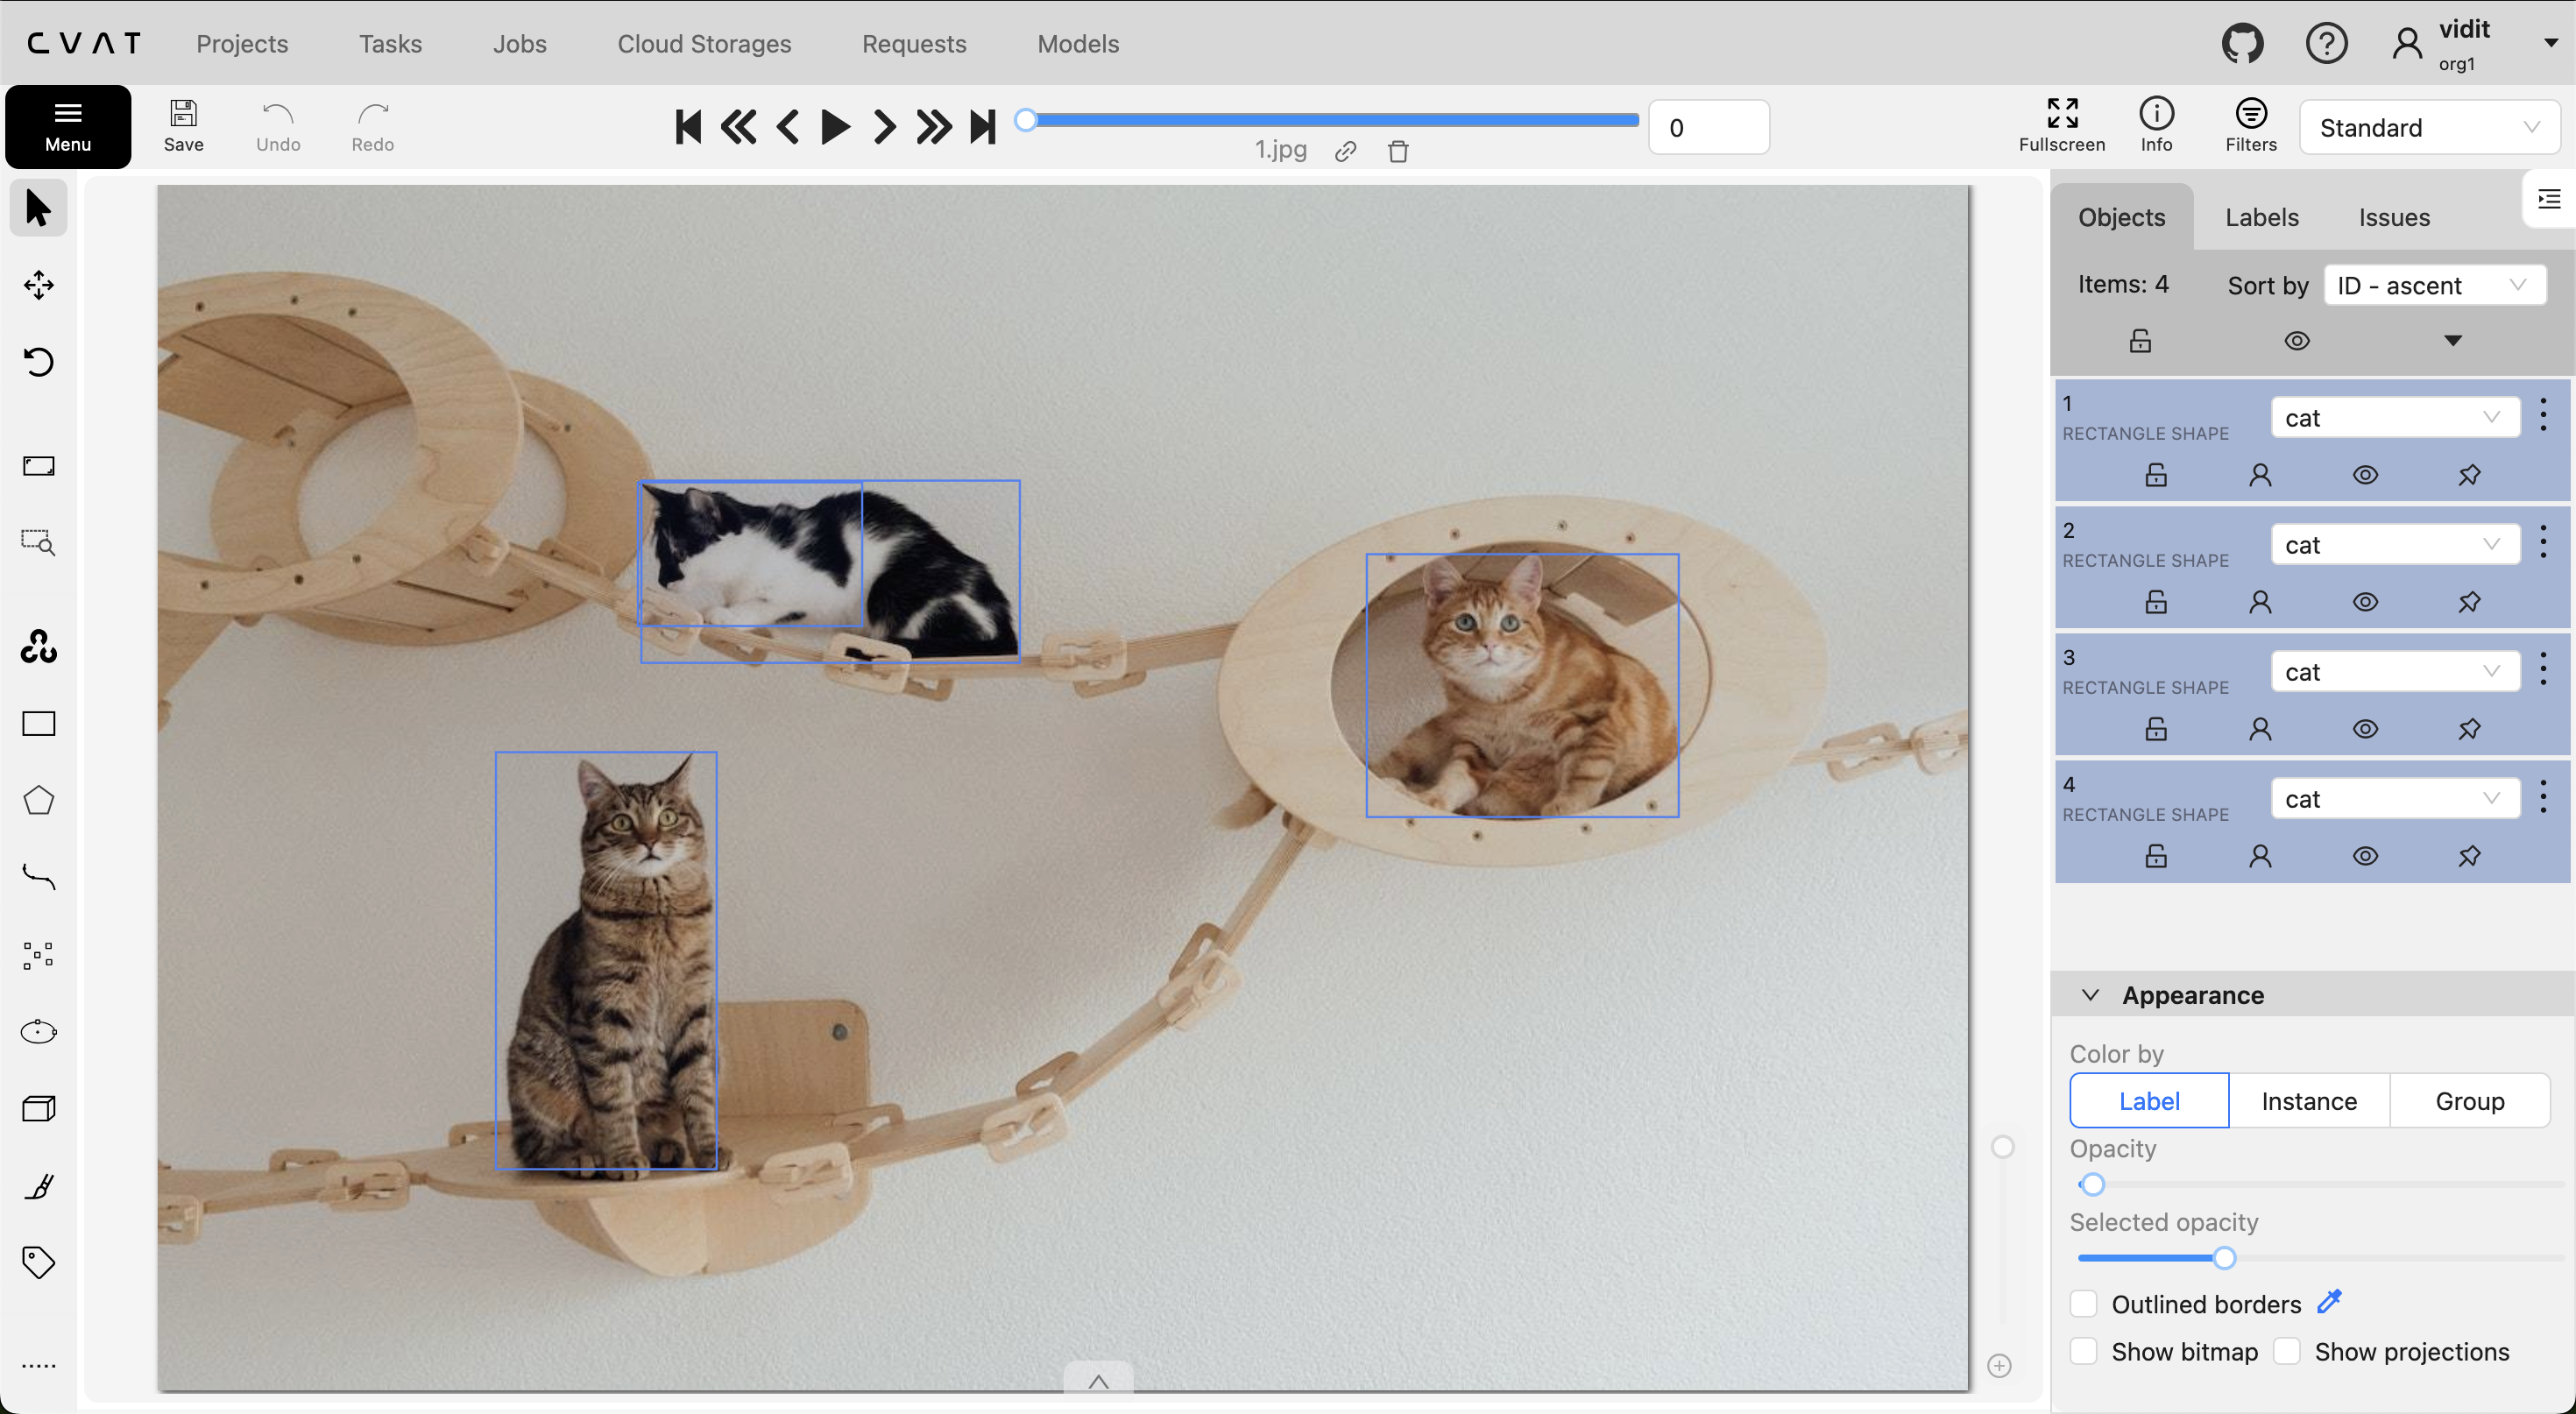 CVAT Projects Tasks Jobs Cloud Storages Requests Models vidit
org1
Menu Save Undo Redo 0 Fullscreen Info Filters Standard
1.jpg
Objects Labels Issues
Items: 4 Sort by ID - ascent
1 cat
RECTANGLE SHAPE
2 cat
RECTANGLE SHAPE
3 cat
RECTANGLE SHAPE
4 cat
RECTANGLE SHAPE
Appearance
Color by
Label Instance Group
Opacity
Selected opacity
Outlined borders
Show bitmap Show projections